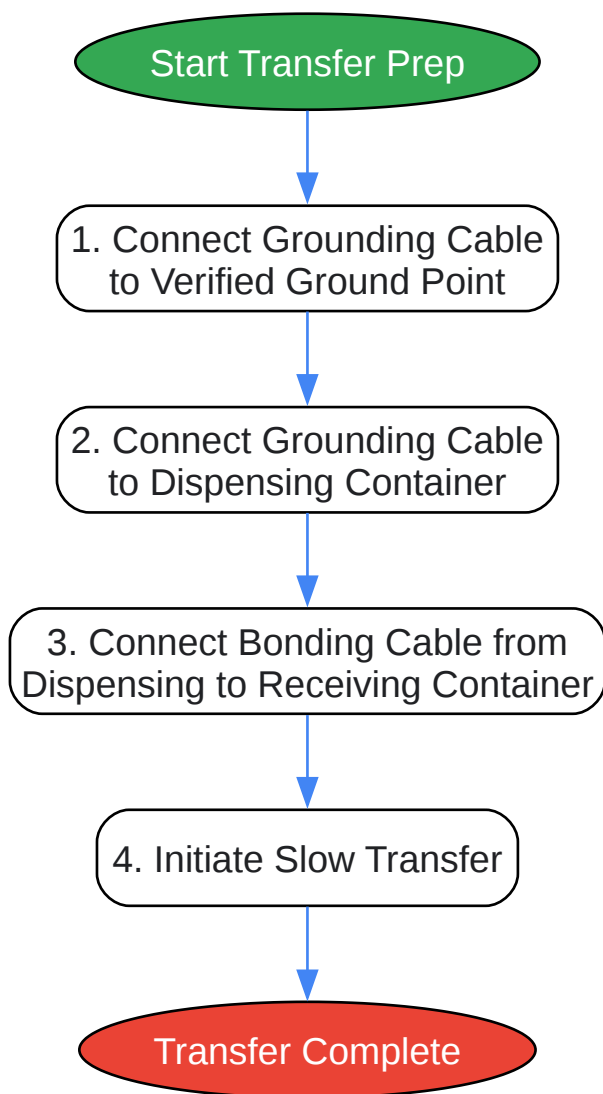 Start Transfer Prep
1. Connect Grounding Cable
to Verified Ground Point
2. Connect Grounding Cable
to Dispensing Container
3. Connect Bonding Cable from
Dispensing to Receiving Container
4. Initiate Slow Transfer
Transfer Complete